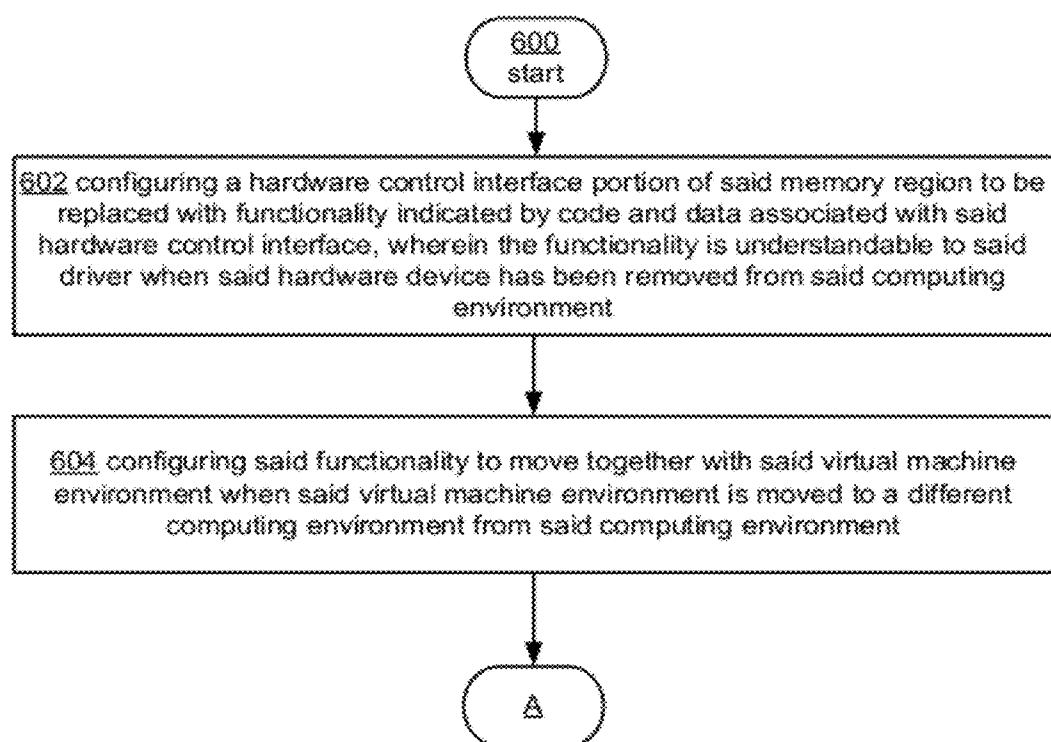 600
start
602 configuring a hardware control interface portion of said memory region to be
replaced with functionality indicated by code and data associated with said
hardware control interface, wherein the functionality is understandable to said
driver when said hardware device has been removed from said computing
environment
604 configuring said functionality to move together with said virtual machine
environment when said virtual machine environment is moved to a different
computing environment from said computing environment
A